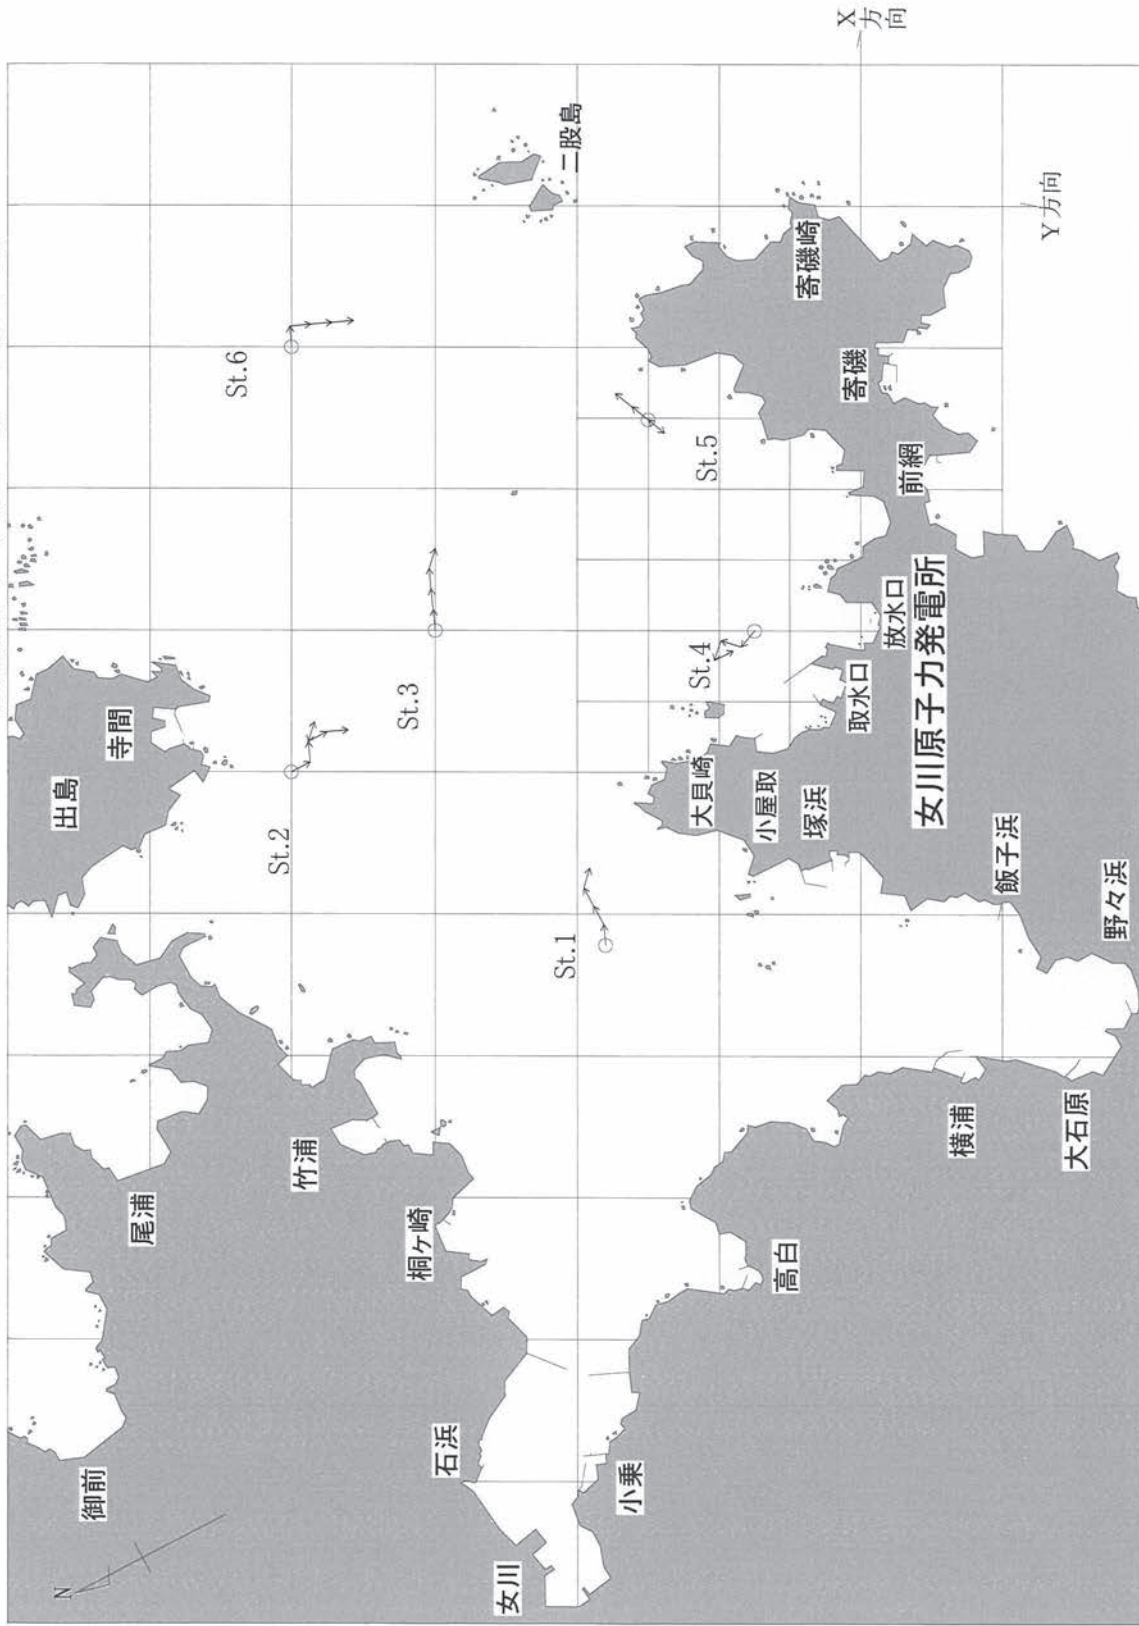 X方向
Y方向
二股島
St.6
寄磯崎
St.5
寄磯
前網
St.3
St.4
放水口
取水口
女川原子力発電所
寺間
出島
St.2
大貝崎
小屋取
塚浜
飯子浜
野々浜
St.1
竹浦
尾浦
桐ケ崎
横浦
大石原
高白
御前
石浜
小乗
女川
N